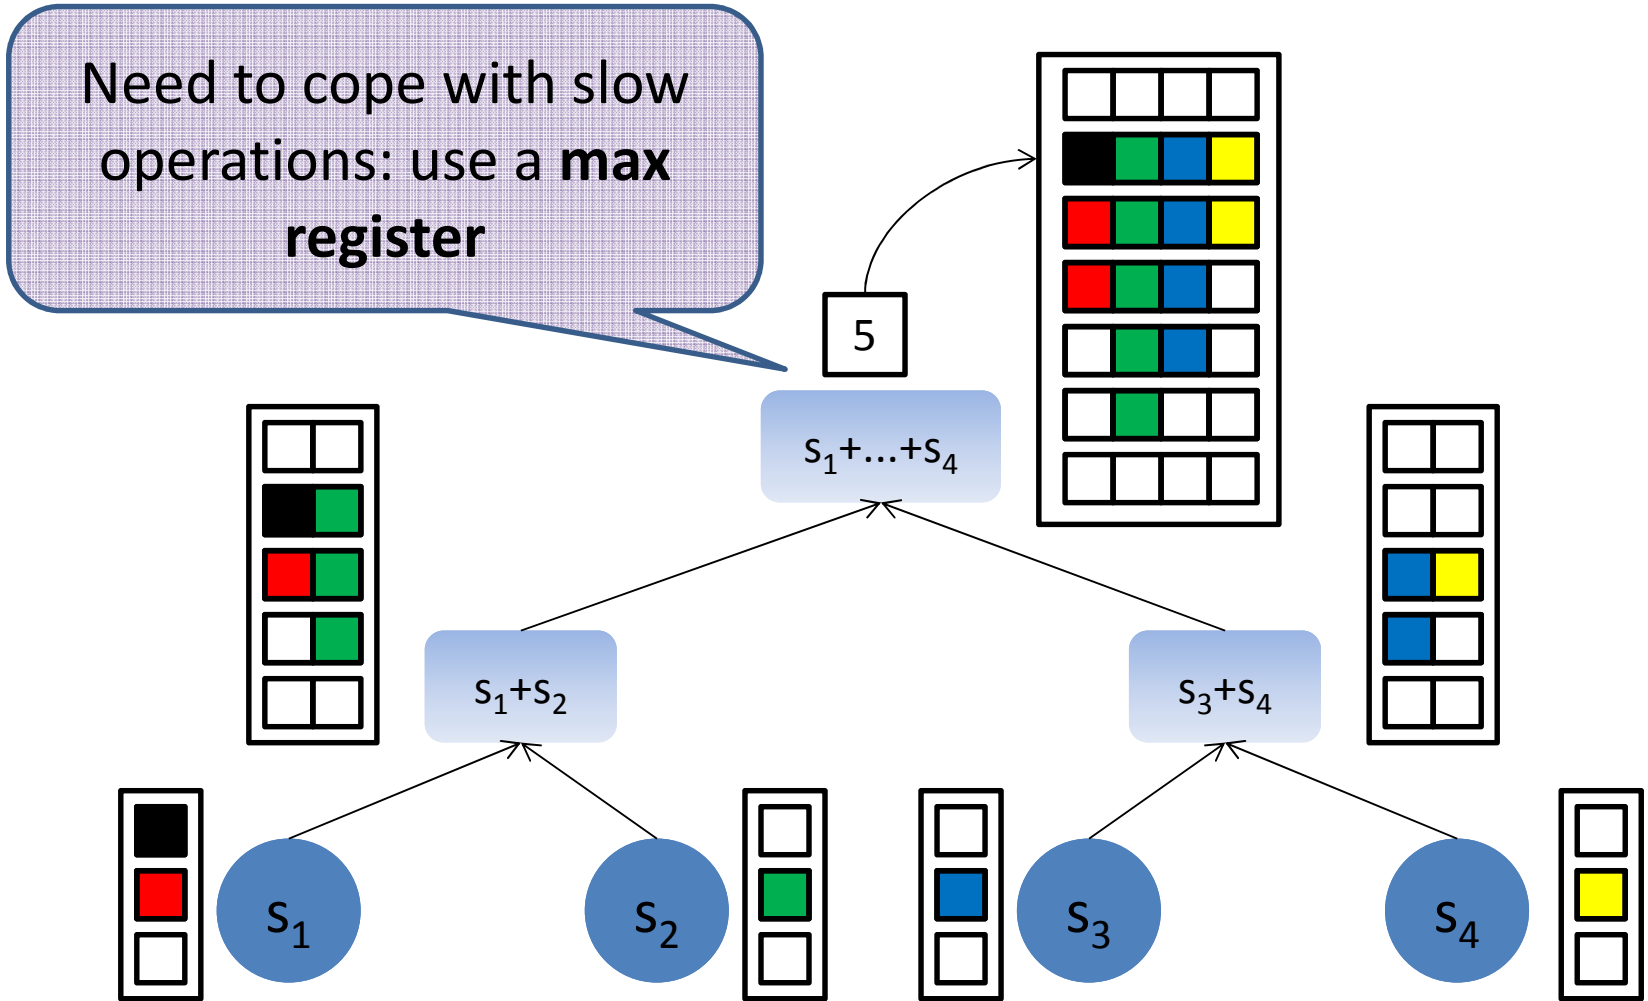 Need to cope with slow
operations: use a max
register
5
s₁+...+s₄
s₁+s₂
s₃+s₄
s₁
s₂
s₃
s₄